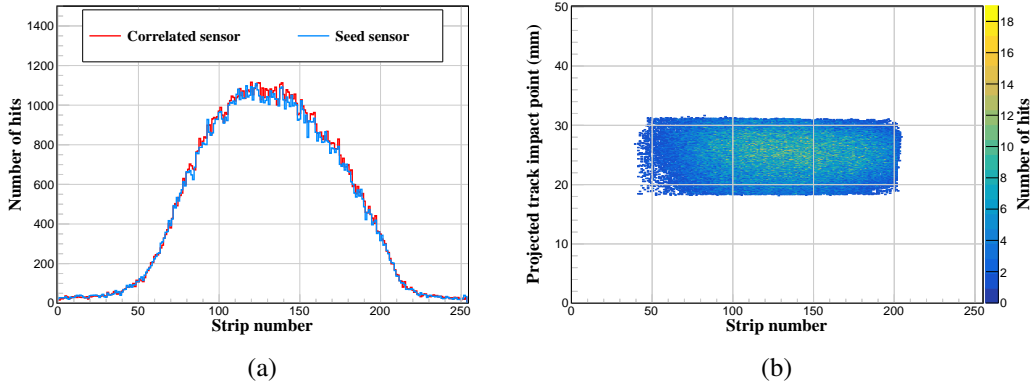 Number of hits
1400
1200
1000
800
600
400
200
0
Correlated sensor Seed sensor
0 50 100 150 200 250
Strip number
(a)
Projected track impact point (mm)
50
40
30
20
10
0
0 50 100 150 200 250
Strip number
18
16
14
12
10
8
6
4
2
0
Number of hits
(b)